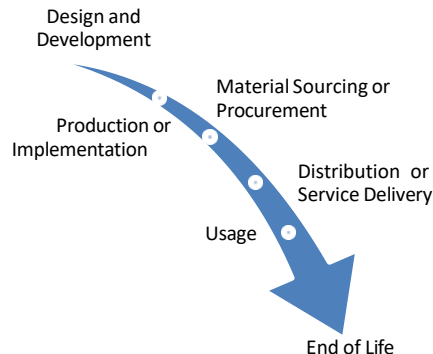 Design and
Development
Material Sourcing or
Procurement
Production or
Implementation
Distribution or
Service Delivery
Usage
End of Life